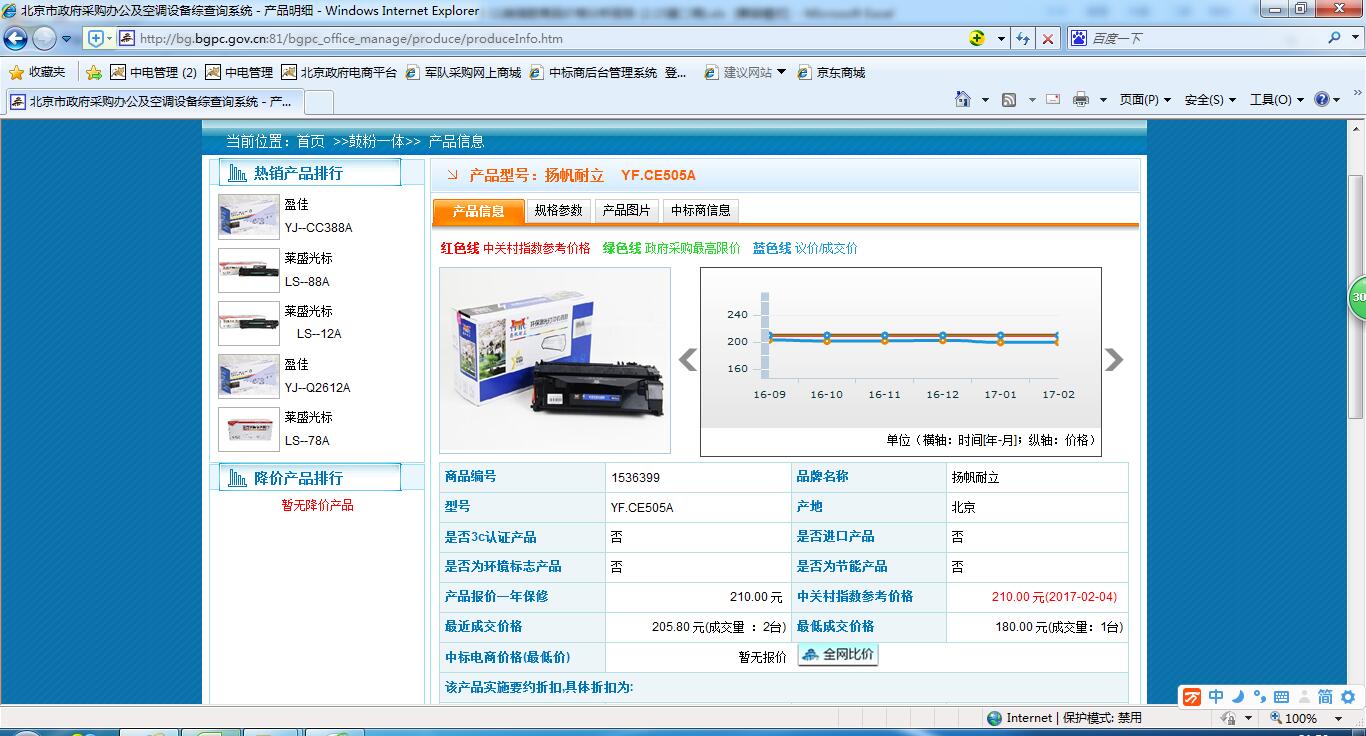 北京市政府采购办公及空调设备综查询系统 - 产品明细 - Windows Internet Explorer
http://bg.bgpc.gov.cn:81/bgpc_office_manage/produce/produceInfo.htm
百度一下
收藏夹 中电管理 (2) 中电管理 北京政府电商平台 军队采购网上商城 中标商后台管理系统 登... 建议网站 京东商城
北京市政府采购办公及空调设备综查询系统 - 产...
页面(P) 安全(S) 工具(O)
当前位置：首页 >>鼓粉一体>> 产品信息
热销产品排行
盈佳
YJ--CC388A
莱盛光标
LS--88A
莱盛光标
LS--12A
盈佳
YJ--Q2612A
莱盛光标
LS--78A
降价产品排行
暂无降价产品
产品型号：扬帆耐立 YF.CE505A
产品信息 规格参数 产品图片 中标商信息
红色线 中关村指数参考价格 绿色线 政府采购最高限价 蓝色线 议价/成交价
240
200
160
16-09 16-10 16-11 16-12 17-01 17-02
单位（横轴：时间[年-月]；纵轴：价格）
商品编号 1536399 品牌名称 扬帆耐立
型号 YF.CE505A 产地 北京
是否3c认证产品 否 是否进口产品 否
是否为环境标志产品 否 是否为节能产品 否
产品报价一年保修 210.00 元 中关村指数参考价格 210.00 元(2017-02-04)
最近成交价格 205.80 元(成交量 ：2台) 最低成交价格 180.00 元(成交量：1台)
中标电商价格(最低价) 暂无报价 全网比价
该产品实施要约折扣,具体折扣为:
30
中 简
Internet | 保护模式: 禁用
100%